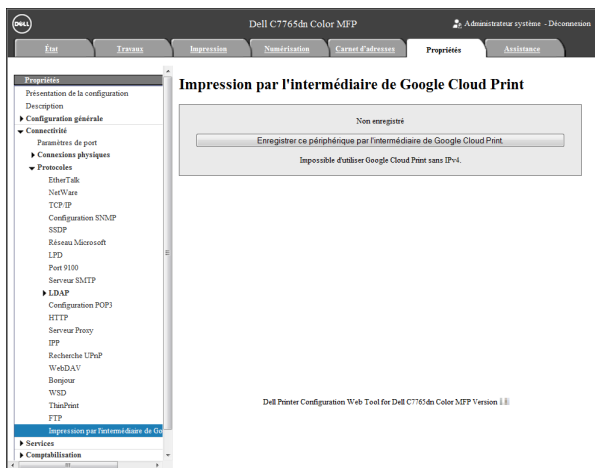 DELL
Dell C7765dn Color MFP
Administrateur système - Déconnexion
État
Travaux
Impression
Numérisation
Carnet d'adresses
Propriétés
Assistance
Propriétés
Présentation de la configuration
Description
Configuration générale
Connectivité
Paramètres de port
Connexions physiques
Protocoles
EtherTalk
NetWare
TCP/IP
Configuration SNMP
SSDP
Réseau Microsoft
LPD
Port 9100
Serveur SMTP
LDAP
Configuration POP3
HTTP
Serveur Proxy
IPP
Recherche UPnP
WebDAV
Bonjour
WSD
ThinPrint
FTP
Impression par l'intermédiaire de Go
Services
Comptabilisation
Impression par l'intermédiaire de Google Cloud Print
Non enregistré
Enregistrer ce périphérique par l'intermédiaire de Google Cloud Print.
Impossible d'utiliser Google Cloud Print sans IPv4.
Dell Printer Configuration Web Tool for Dell C7765dn Color MFP Version